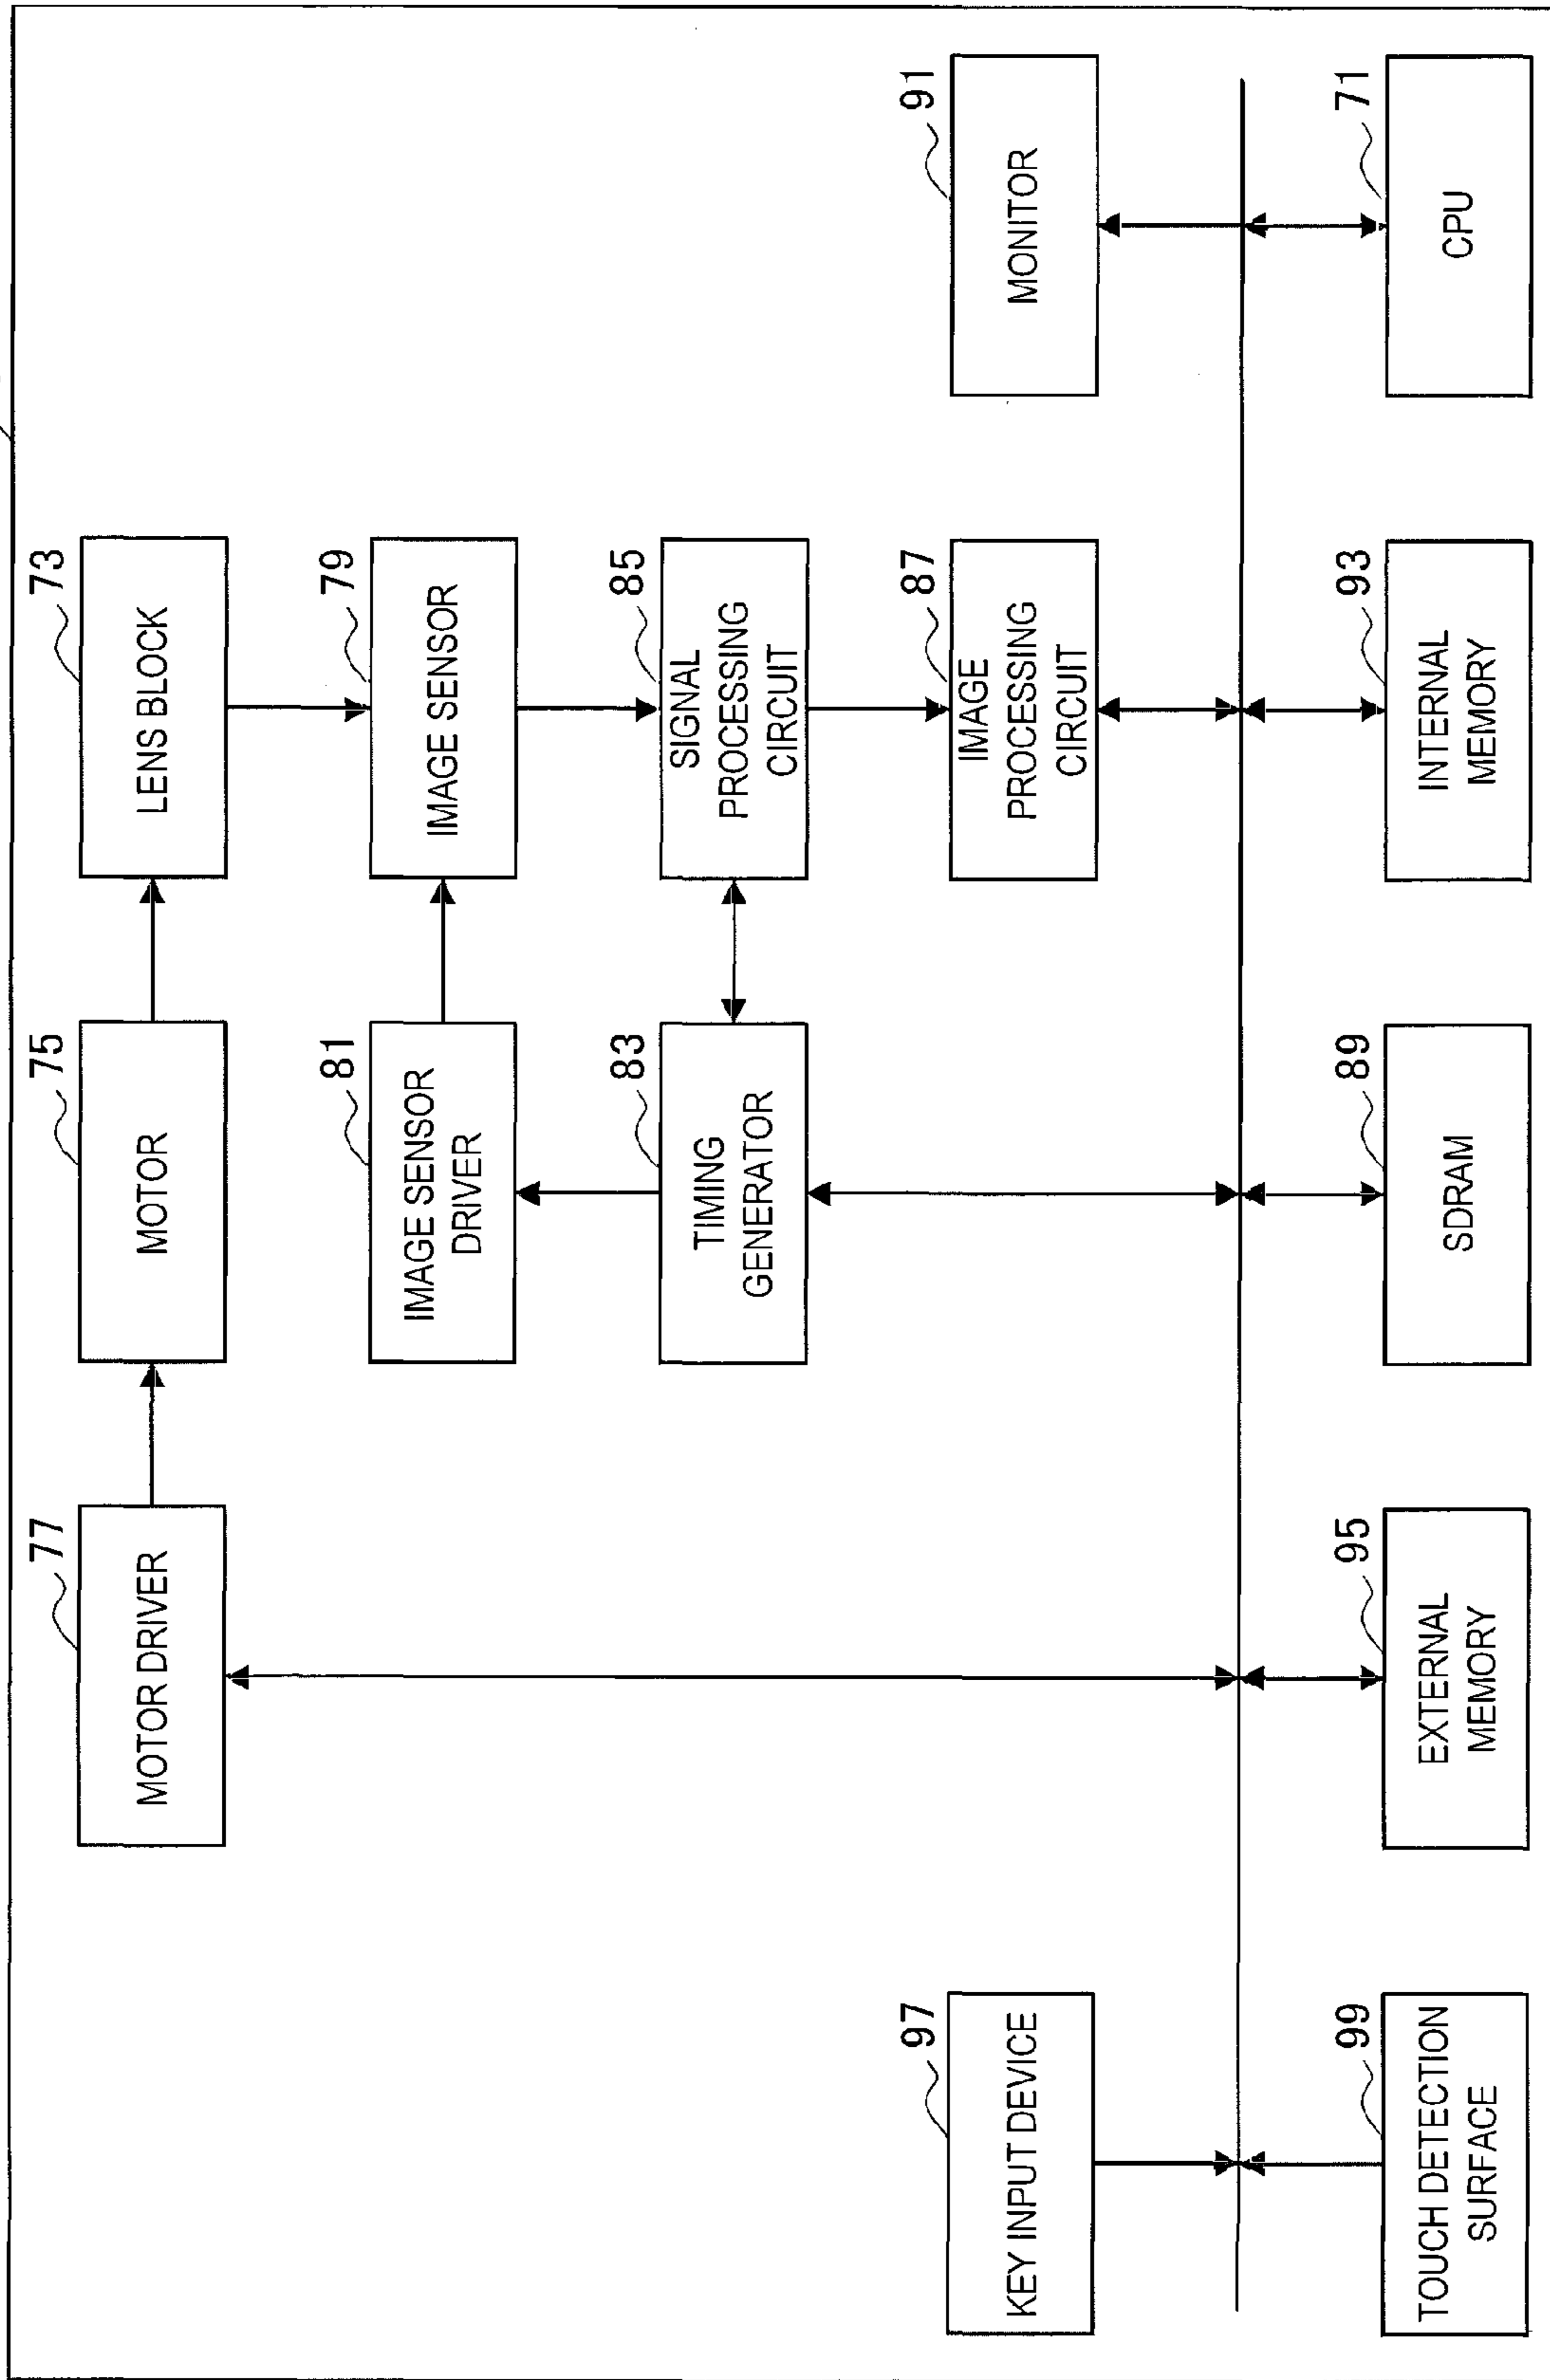 77
MOTOR DRIVER
75
MOTOR
73
LENS BLOCK
81
IMAGE SENSOR
DRIVER
79
IMAGE SENSOR
83
TIMING
GENERATOR
85
SIGNAL
PROCESSING
CIRCUIT
97
KEY INPUT DEVICE
87
IMAGE
PROCESSING
CIRCUIT
91
MONITOR
99
TOUCH DETECTION
SURFACE
95
EXTERNAL
MEMORY
89
SDRAM
93
INTERNAL
MEMORY
71
CPU